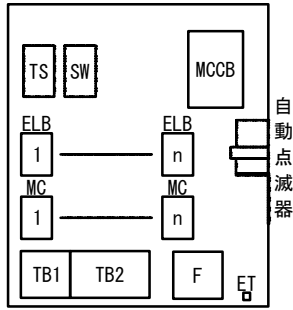 TS SW MCCB
自動点滅器
ELB ELB
1 n
MC MC
1 n
TB1 TB2 F ET